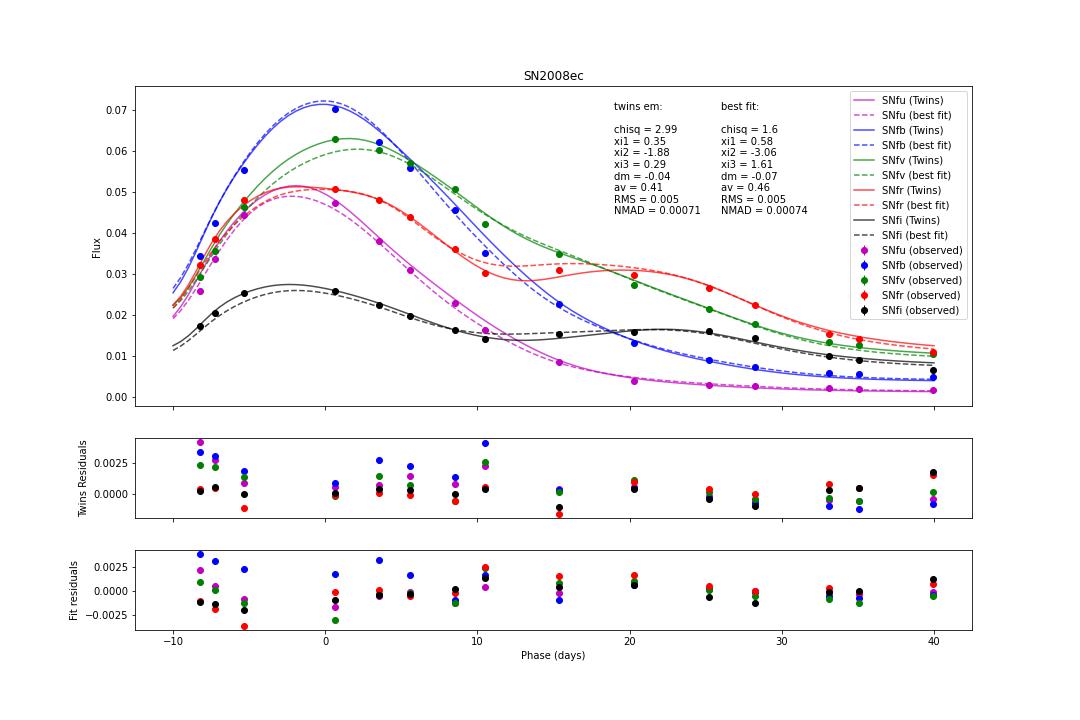 SN2008ec
Flux
0.07
0.06
0.05
0.04
0.03
0.02
0.01
0.00
twins em:
chisq = 2.99
xi1 = 0.35
xi2 = -1.88
xi3 = 0.29
dm = -0.04
av = 0.41
RMS = 0.005
NMAD = 0.00071
best fit:
chisq = 1.6
xi1 = 0.58
xi2 = -3.06
xi3 = 1.61
dm = -0.07
av = 0.46
RMS = 0.005
NMAD = 0.00074
SNfu (Twins)
SNfu (best fit)
SNfb (Twins)
SNfb (best fit)
SNfv (Twins)
SNfv (best fit)
SNfr (Twins)
SNfr (best fit)
SNfi (Twins)
SNfi (best fit)
SNfu (observed)
SNfb (observed)
SNfv (observed)
SNfr (observed)
SNfi (observed)
Twins Residuals
0.0025
0.0000
Fit residuals
0.0025
0.0000
−0.0025
−10
0
10
20
30
40
Phase (days)